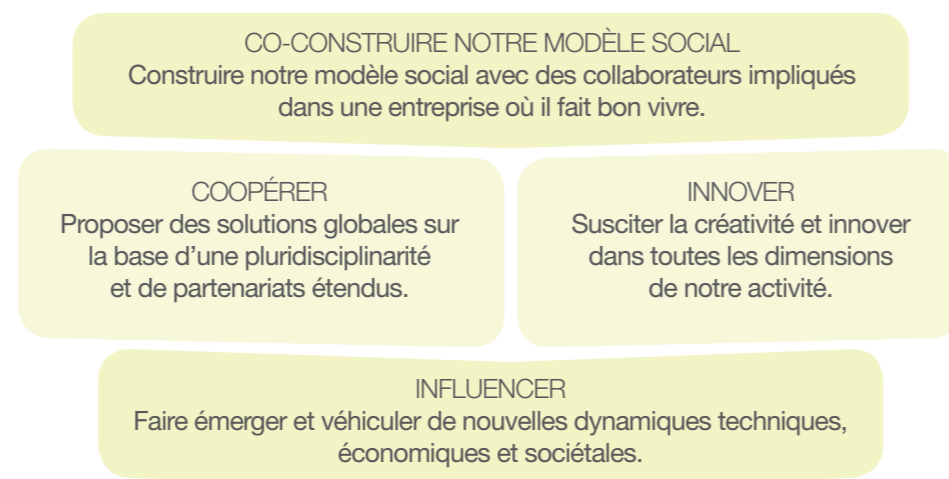 CO-CONSTRUIRE NOTRE MODÈLE SOCIAL
Construire notre modèle social avec des collaborateurs impliqués
dans une entreprise où il fait bon vivre.
COOPÉRER
Proposer des solutions globales sur
la base d’une pluridisciplinarité
et de partenariats étendus.
INNOVER
Susciter la créativité et innover
dans toutes les dimensions
de notre activité.
INFLUENCER
Faire émerger et véhiculer de nouvelles dynamiques techniques,
économiques et sociétales.